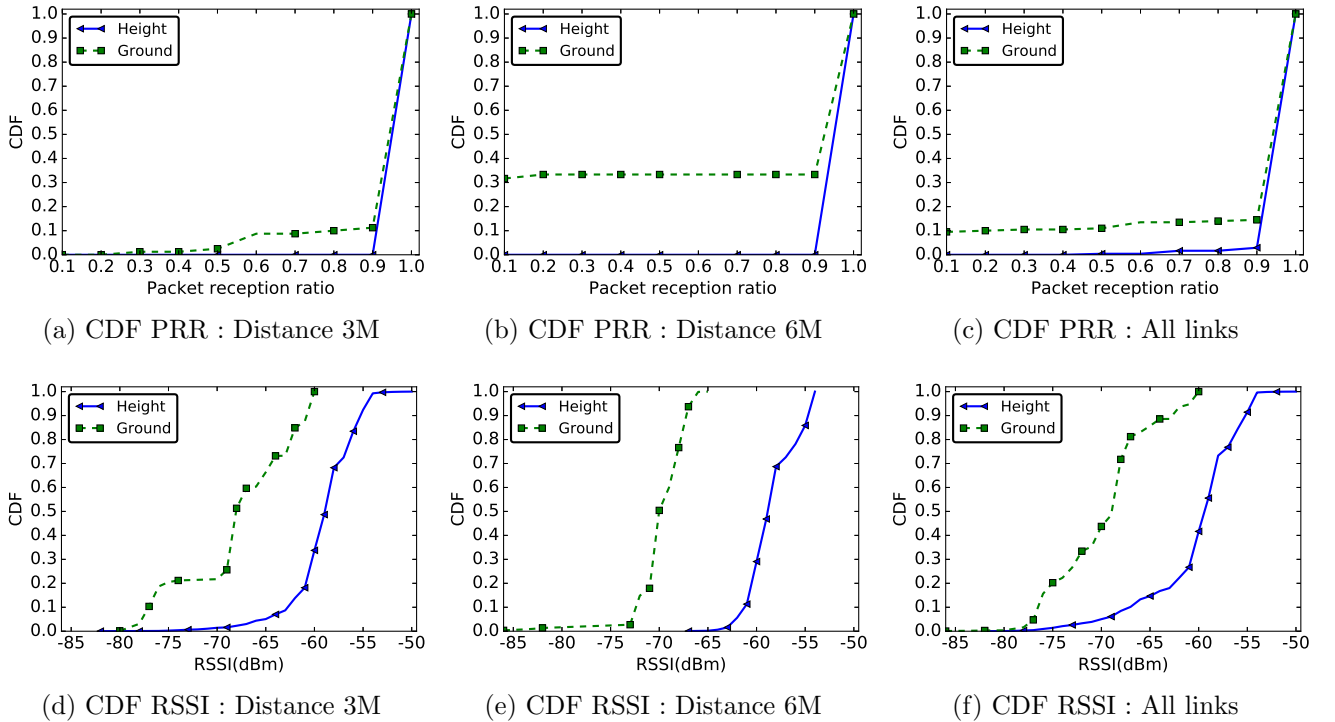 1.0
0.9
0.8
0.7
0.6
0.5
0.4
0.3
0.2
0.1
0.0
CDF
Height
Ground
0.1 0.2 0.3 0.4 0.5 0.6 0.7 0.8 0.9 1.0
Packet reception ratio
(a) CDF PRR : Distance 3M
1.0
0.9
0.8
0.7
0.6
0.5
0.4
0.3
0.2
0.1
0.0
CDF
Height
Ground
0.1 0.2 0.3 0.4 0.5 0.6 0.7 0.8 0.9 1.0
Packet reception ratio
(b) CDF PRR : Distance 6M
1.0
0.9
0.8
0.7
0.6
0.5
0.4
0.3
0.2
0.1
0.0
CDF
Height
Ground
0.1 0.2 0.3 0.4 0.5 0.6 0.7 0.8 0.9 1.0
Packet reception ratio
(c) CDF PRR : All links
1.0
0.9
0.8
0.7
0.6
0.5
0.4
0.3
0.2
0.1
0.0
CDF
Height
Ground
-85 -80 -75 -70 -65 -60 -55 -50
RSSI(dBm)
(d) CDF RSSI : Distance 3M
1.0
0.9
0.8
0.7
0.6
0.5
0.4
0.3
0.2
0.1
0.0
CDF
Height
Ground
-85 -80 -75 -70 -65 -60 -55 -50
RSSI(dBm)
(e) CDF RSSI : Distance 6M
1.0
0.9
0.8
0.7
0.6
0.5
0.4
0.3
0.2
0.1
0.0
CDF
Height
Ground
-85 -80 -75 -70 -65 -60 -55 -50
RSSI(dBm)
(f) CDF RSSI : All links